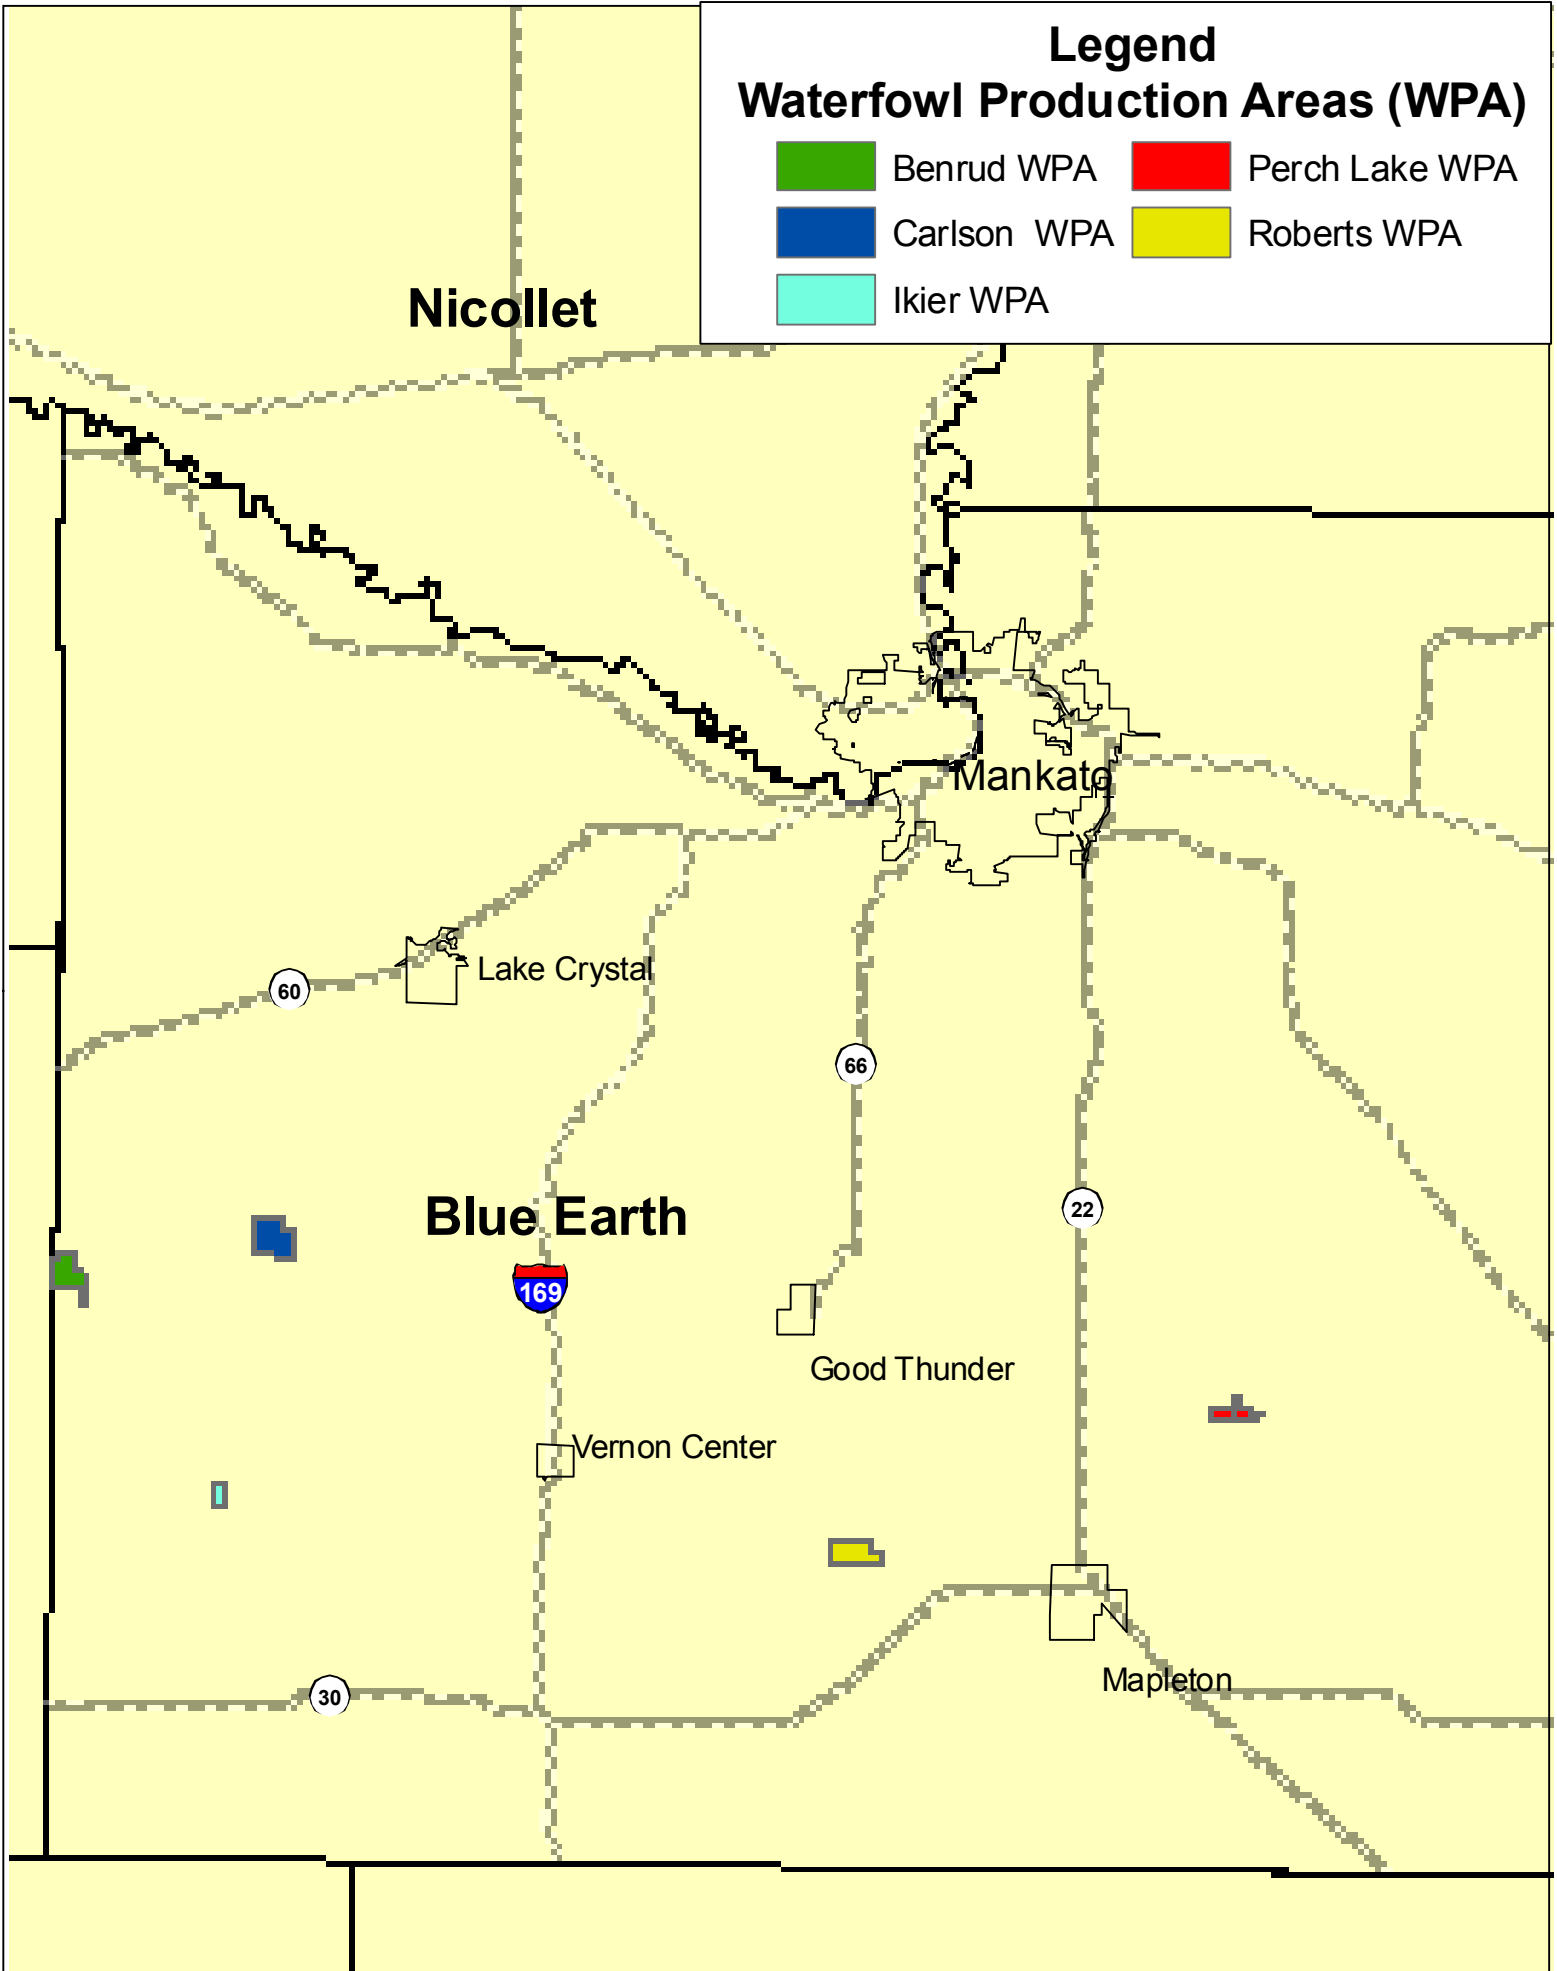 Legend
Waterfowl Production Areas (WPA)
Benrud WPA
Perch Lake WPA
Carlson WPA
Roberts WPA
Ikier WPA
Nicollet
Mankato
Lake Crystal
60
66
Blue Earth
22
169
Good Thunder
Vernon Center
Mapleton
30